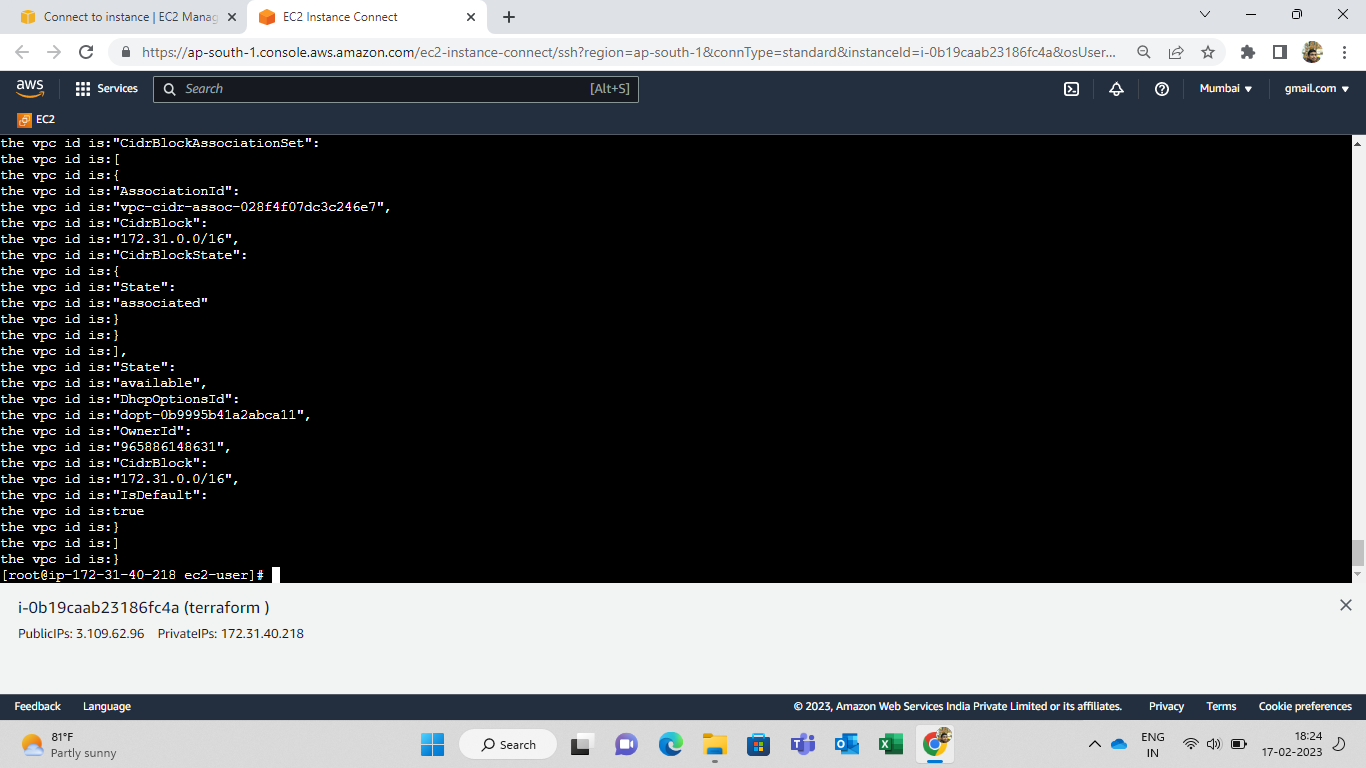 Connect to instance | EC2 Manag
EC2 Instance Connect
https://ap-south-1.console.aws.amazon.com/ec2-instance-connect/ssh?region=ap-south-1&connType=standard&instanceId=i-0b19caab23186fc4a&osUser...
aws
Services
Search
[Alt+S]
Mumbai
gmail.com
EC2
the vpc id is:"CidrBlockAssociationSet":
the vpc id is:[
the vpc id is:{
the vpc id is:"AssociationId":
the vpc id is:"vpc-cidr-assoc-028f4f07dc3c246e7",
the vpc id is:"CidrBlock":
the vpc id is:"172.31.0.0/16",
the vpc id is:"CidrBlockState":
the vpc id is:{
the vpc id is:"State":
the vpc id is:"associated"
the vpc id is:}
the vpc id is:}
the vpc id is:],
the vpc id is:"State":
the vpc id is:"available",
the vpc id is:"DhcpOptionsId":
the vpc id is:"dopt-0b9995b41a2abca11",
the vpc id is:"OwnerId":
the vpc id is:"965886148631",
the vpc id is:"CidrBlock":
the vpc id is:"172.31.0.0/16",
the vpc id is:"IsDefault":
the vpc id is:true
the vpc id is:}
the vpc id is:]
the vpc id is:}
[root@ip-172-31-40-218 ec2-user]#
i-0b19caab23186fc4a (terraform )
PublicIPs: 3.109.62.96 PrivateIPs: 172.31.40.218
Feedback
Language
© 2023, Amazon Web Services India Private Limited or its affiliates.
Privacy
Terms
Cookie preferences
81°F
Partly sunny
Search
ENG
IN
18:24
17-02-2023